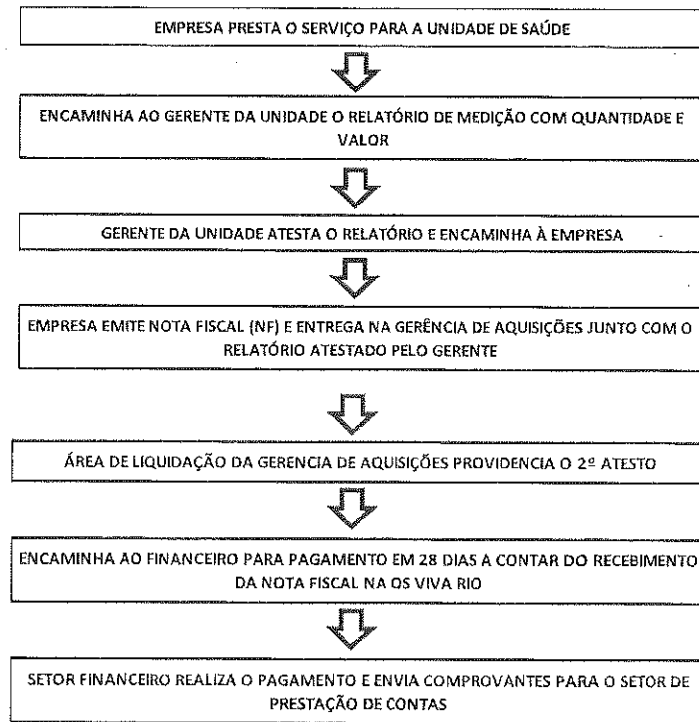 EMPRESA PRESTA O SERVIÇO PARA A UNIDADE DE SAÚDE
ENCAMINHA AO GERENTE DA UNIDADE O RELATÓRIO DE MEDIÇÃO COM QUANTIDADE E
VALOR
GERENTE DA UNIDADE ATESTA O RELATÓRIO E ENCAMINHA À EMPRESA
EMPRESA EMITE NOTA FISCAL (NF) E ENTREGA NA GERÊNCIA DE AQUISIÇÕES JUNTO COM O
RELATÓRIO ATESTADO PELO GERENTE
ÁREA DE LIQUIDAÇÃO DA GERENCIA DE AQUISIÇÕES PROVIDENCIA O 2º ATESTO
ENCAMINHA AO FINANCEIRO PARA PAGAMENTO EM 28 DIAS A CONTAR DO RECEBIMENTO
DA NOTA FISCAL NA OS VIVA RIO
SETOR FINANCEIRO REALIZA O PAGAMENTO E ENVIA COMPROVANTES PARA O SETOR DE
PRESTAÇÃO DE CONTAS